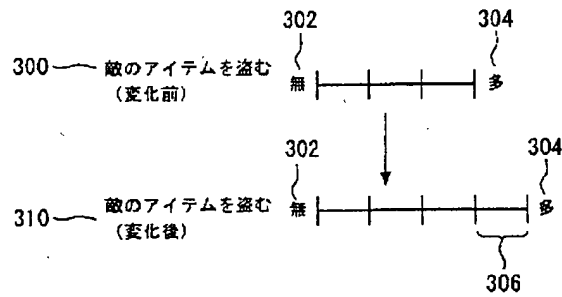 302
304
300
敵のアイテムを盗む
無
多
(変化前)
302
304
310
敵のアイテムを盗む
無
多
(変化後)
306